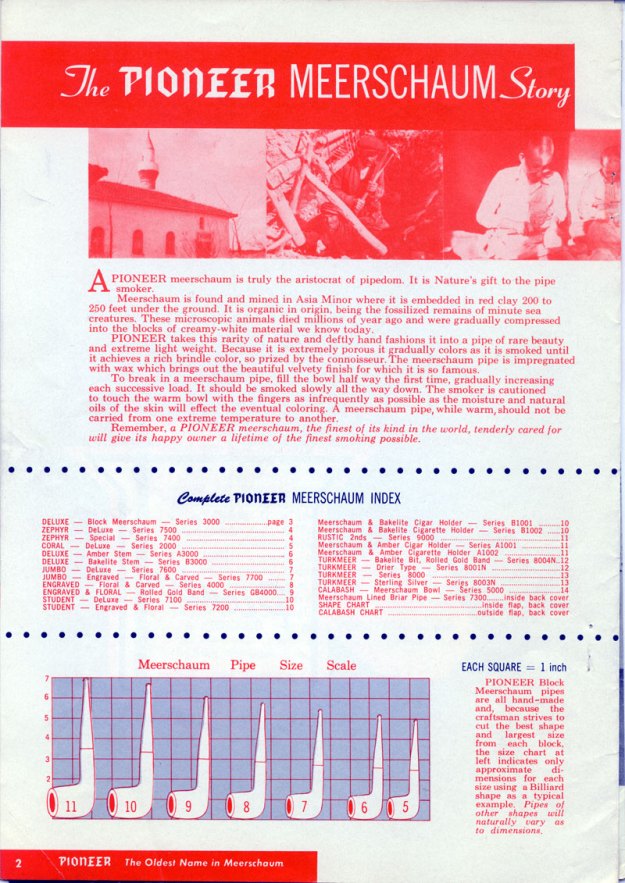 The PIONEER MEERSCHAUM Story
A PIONEER meerschaum is truly the aristocrat of pipedom. It is Nature's gift to the pipe
smoker.
Meerschaum is found and mined in Asia Minor where it is embedded in red clay 200 to
250 feet under the ground. It is organic in origin, being the fossilized remains of minute sea
creatures. These microscopic animals died millions of year ago and were gradually compressed
into the blocks of creamy-white material we know today.
PIONEER takes this rarity of nature and deftly hand fashions it into a pipe of rare beauty
and extreme light weight. Because it is extremely porous it gradually colors as it is smoked until
it achieves a rich brindle color, so prized by the connoisseur. The meerschaum pipe is impregnated
with wax which brings out the beautiful velvety finish for which it is so famous.
To break in a meerschaum pipe, fill the bowl half way the first time, gradually increasing
each successive load. It should be smoked slowly all the way down. The smoker is cautioned
to touch the warm bowl with the fingers as infrequently as possible as the moisture and natural
oils of the skin will effect the eventual coloring. A meerschaum pipe, while warm, should not be
carried from one extreme temperature to another.
Remember, a PIONEER meerschaum, the finest of its kind in the world, tenderly cared for
will give its happy owner a lifetime of the finest smoking possible.
Complete PIONEER MEERSCHAUM INDEX
DELUXE — Block Meerschaum — Series 3000 ..................page 3
ZEPHYR — DeLuxe — Series 7500 .................. 4
ZEPHYR — Special — Series 7400 .................. 4
CORAL — DeLuxe — Series 2000 .................. 5
DELUXE — Amber Stem — Series A3000 .................. 6
DELUXE — Bakelite Stem — Series B3000 .................. 6
JUMBO — DeLuxe — Series 7600 .................. 7
JUMBO — Engraved — Floral & Carved — Series 7700 ....... 7
ENGRAVED — Floral & Carved — Series 4000 .................. 8
ENGRAVED & FLORAL — Rolled Gold Band — Series GB4000.... 9
STUDENT — DeLuxe — Series 7100 ..................10
STUDENT — Engraved & Floral — Series 7200 ..................10
Meerschaum & Bakelite Cigar Holder — Series B1001 ..........10
Meerschaum & Bakelite Cigarette Holder — Series B1002 .....10
RUSTIC 2nds — Series 9000 ..................11
Meerschaum & Amber Cigar Holder — Series A1001 ..........11
Meerschaum & Amber Cigarette Holder A1002 ..................11
TURKMEER — Bakelite Bit, Rolled Gold Band — Series 8004N..12
TURKMEER — Drier Type — Series 8001N ..................12
TURKMEER — Series 8000 ..................13
TURKMEER — Sterling Silver — Series 8003N ..................13
CALABASH — Meerschaum Bowl — Series 5000 ..................14
Meerschaum Lined Briar Pipe — Series 7300.......inside back cover
SHAPE CHART ..................inside flap, back cover
CALABASH CHART ..................outside flap, back cover
Meerschaum Pipe Size Scale
7
6
5
4
3
2
11 10 9 8 7 6 5
EACH SQUARE = 1 inch
PIONEER Block
Meerschaum pipes
are all hand-made
and, because the
craftsman strives to
cut the best shape
and largest size
from each block,
the size chart at
left indicates only
approximate di-
mensions for each
size using a Billiard
shape as a typical
example. Pipes of
other shapes will
naturally vary as
to dimensions.
2 PIONEER The Oldest Name in Meerschaum